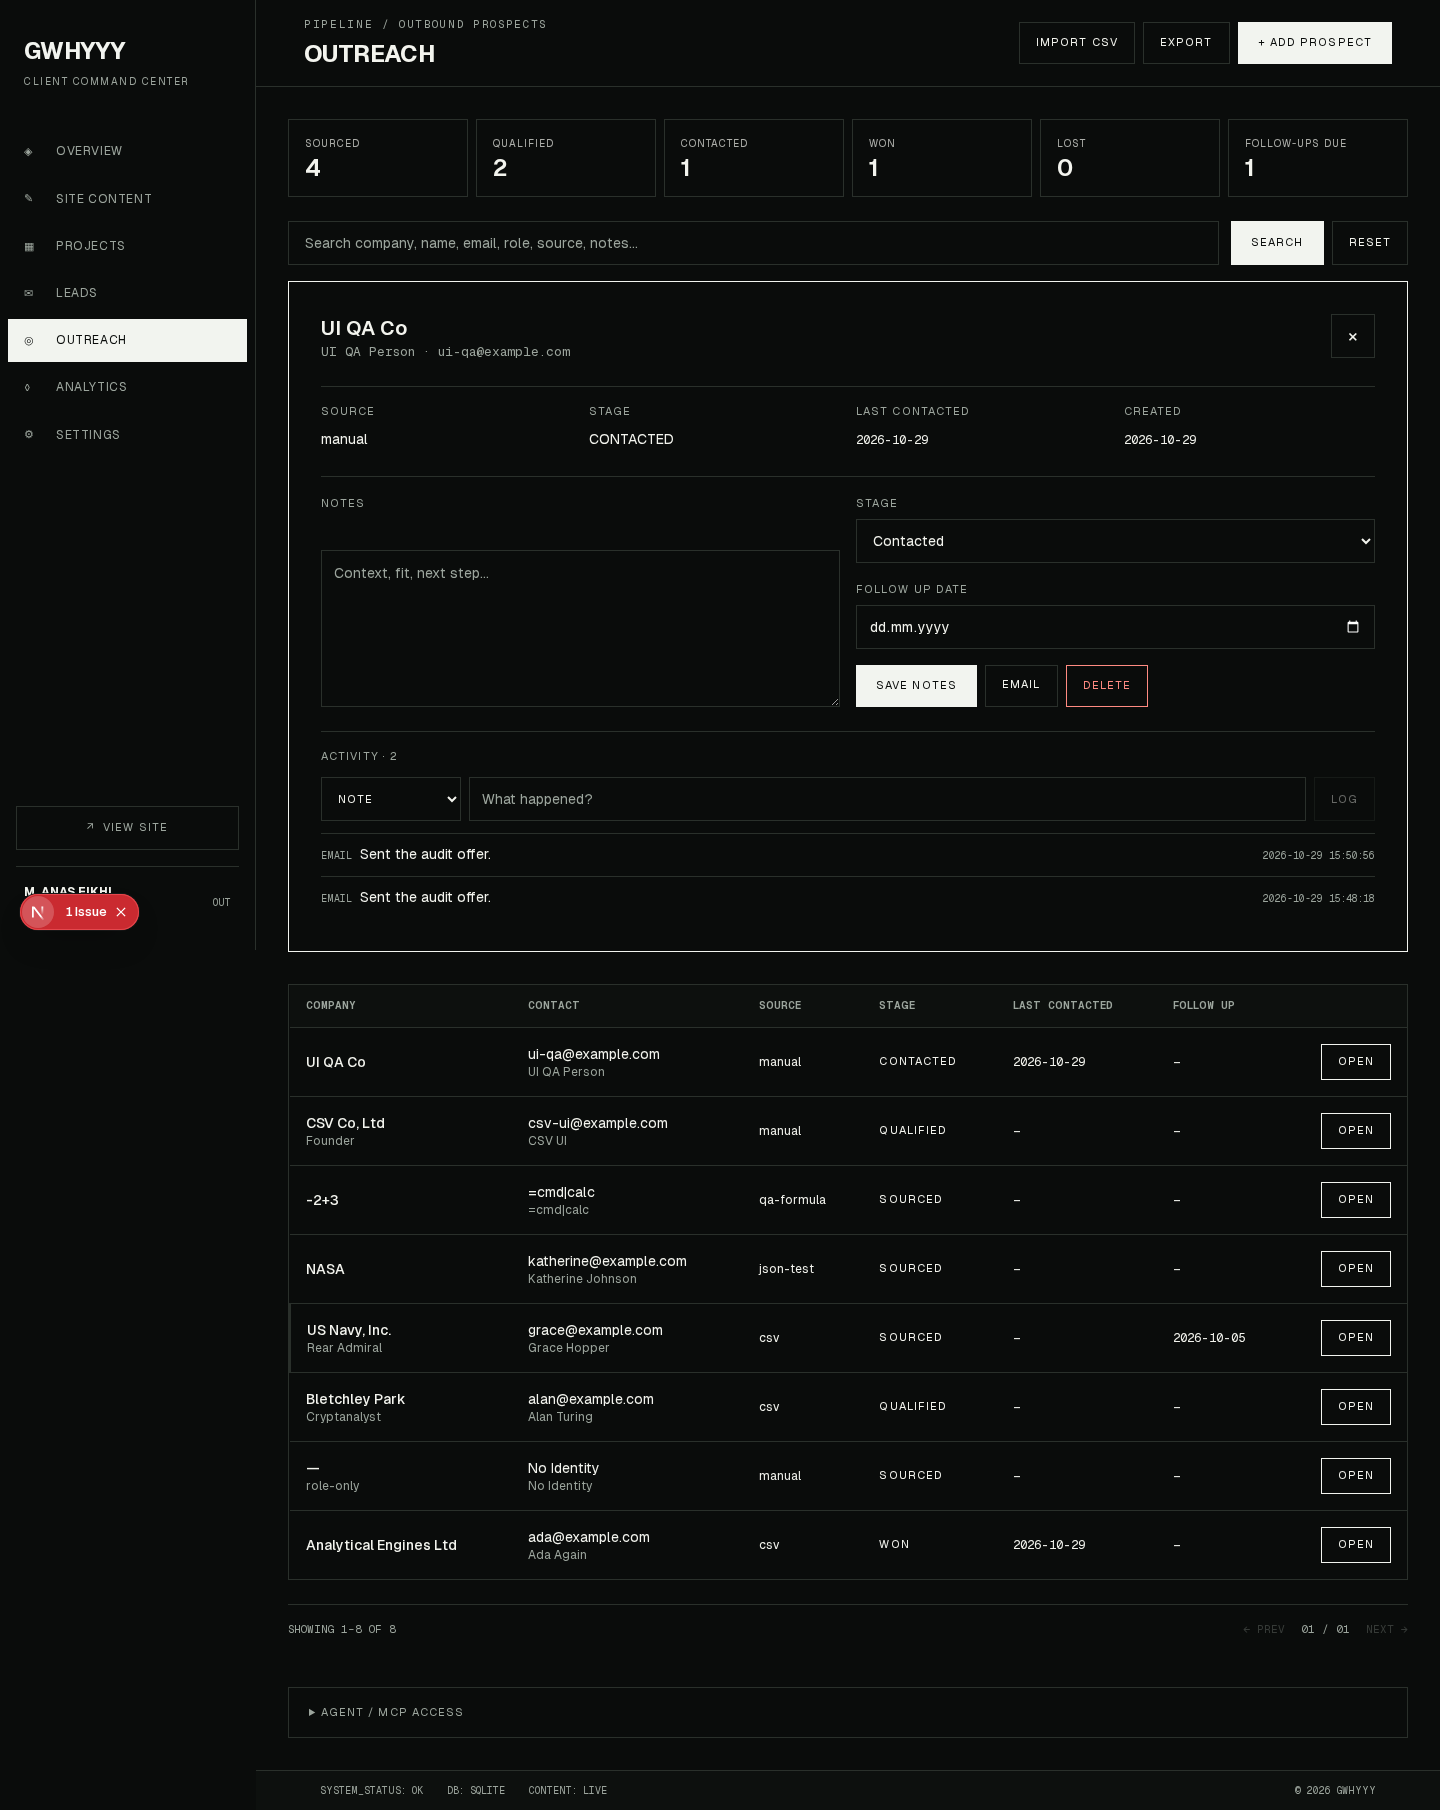 GWHYYY
CLIENT COMMAND CENTER
OVERVIEW
SITE CONTENT
PROJECTS
LEADS
OUTREACH
ANALYTICS
SETTINGS
↗ VIEW SITE
M. ANAS FIKHI
OUT
1 Issue
PIPELINE / OUTBOUND PROSPECTS
OUTREACH
IMPORT CSV
EXPORT
+ ADD PROSPECT
SOURCED
4
QUALIFIED
2
CONTACTED
1
WON
1
LOST
0
FOLLOW-UPS DUE
1
Search company, name, email, role, source, notes...
SEARCH
RESET
UI QA Co
UI QA Person · ui-qa@example.com
×
SOURCE STAGE LAST CONTACTED CREATED
manual CONTACTED 2026-10-29 2026-10-29
NOTES
Context, fit, next step...
STAGE
Contacted
FOLLOW UP DATE
dd.mm.yyyy
SAVE NOTES
EMAIL
DELETE
ACTIVITY · 2
NOTE What happened? LOG
EMAIL Sent the audit offer. 2026-10-29 15:50:56
EMAIL Sent the audit offer. 2026-10-29 15:48:18
COMPANY CONTACT SOURCE STAGE LAST CONTACTED FOLLOW UP
UI QA Co ui-qa@example.com manual CONTACTED 2026-10-29 – OPEN
UI QA Person
CSV Co, Ltd csv-ui@example.com manual QUALIFIED – – OPEN
Founder CSV UI
-2+3 =cmd|calc qa-formula SOURCED – – OPEN
=cmd|calc
NASA katherine@example.com json-test SOURCED – – OPEN
Katherine Johnson
US Navy, Inc. grace@example.com csv SOURCED – 2026-10-05 OPEN
Rear Admiral Grace Hopper
Bletchley Park alan@example.com csv QUALIFIED – – OPEN
Cryptanalyst Alan Turing
— No Identity manual SOURCED – – OPEN
role-only No Identity
Analytical Engines Ltd ada@example.com csv WON 2026-10-29 – OPEN
Ada Again
SHOWING 1–8 OF 8
← PREV 01 / 01 NEXT →
▶ AGENT / MCP ACCESS
SYSTEM_STATUS: OK DB: SQLITE CONTENT: LIVE
© 2026 GWHYYY